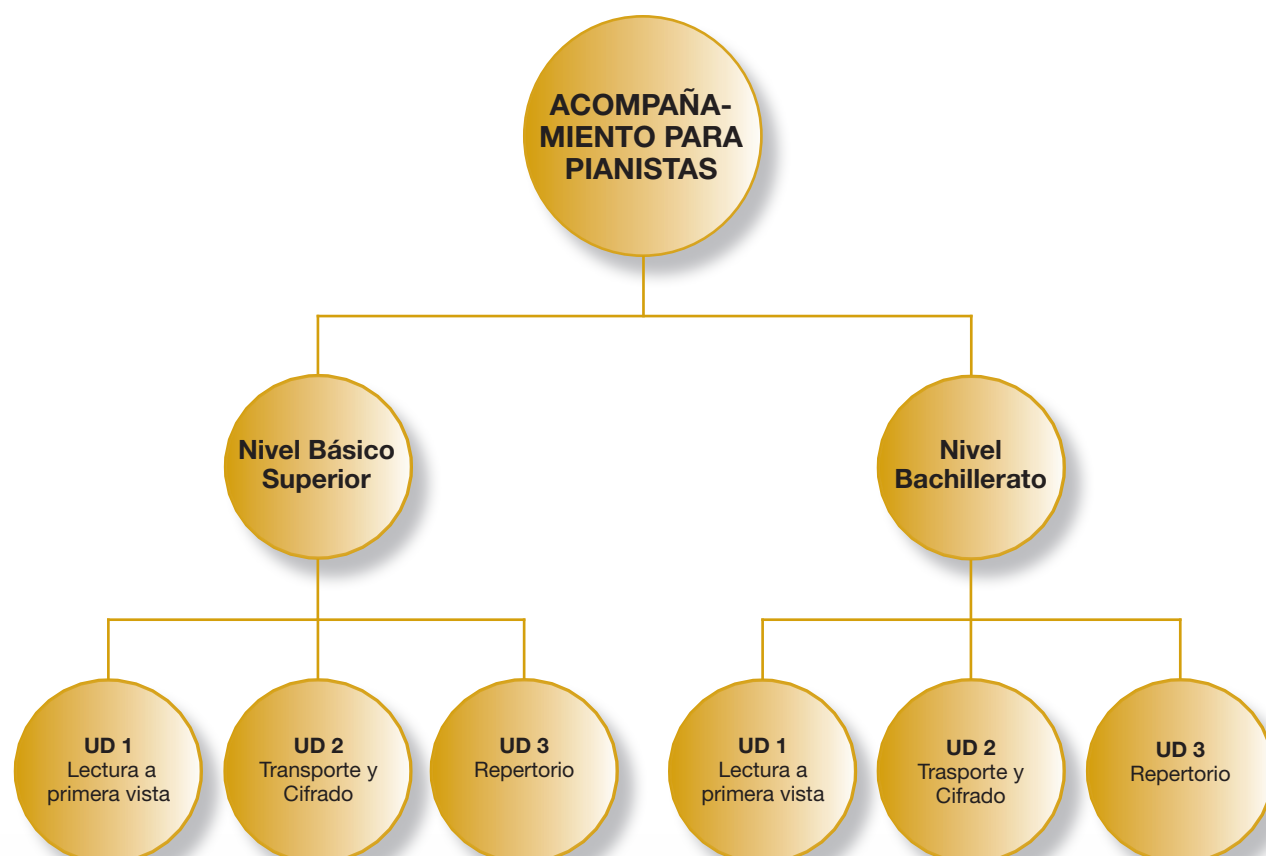 ACOMPAÑA-
MIENTO PARA
PIANISTAS
Nivel Básico
Superior
Nivel
Bachillerato
UD 1
Lectura a
primera vista
UD 2
Transporte y
Cifrado
UD 3
Repertorio
UD 1
Lectura a
primera vista
UD 2
Trasporte y
Cifrado
UD 3
Repertorio